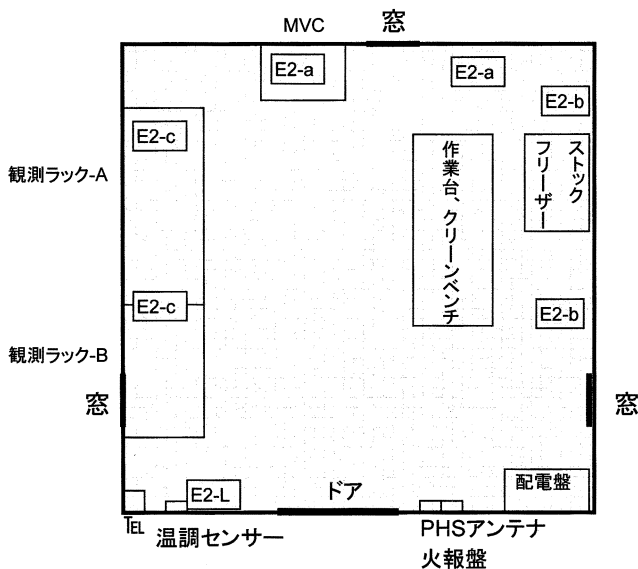 MVC
窓
E2-a
E2-a
E2-b
E2-c
観測ラック-A
作業台、クリーンベンチ
ストック
フリーザー
E2-c
E2-b
観測ラック-B
窓
窓
E2-L
ドア
配電盤
TEL
温調センサー
PHSアンテナ
火報盤